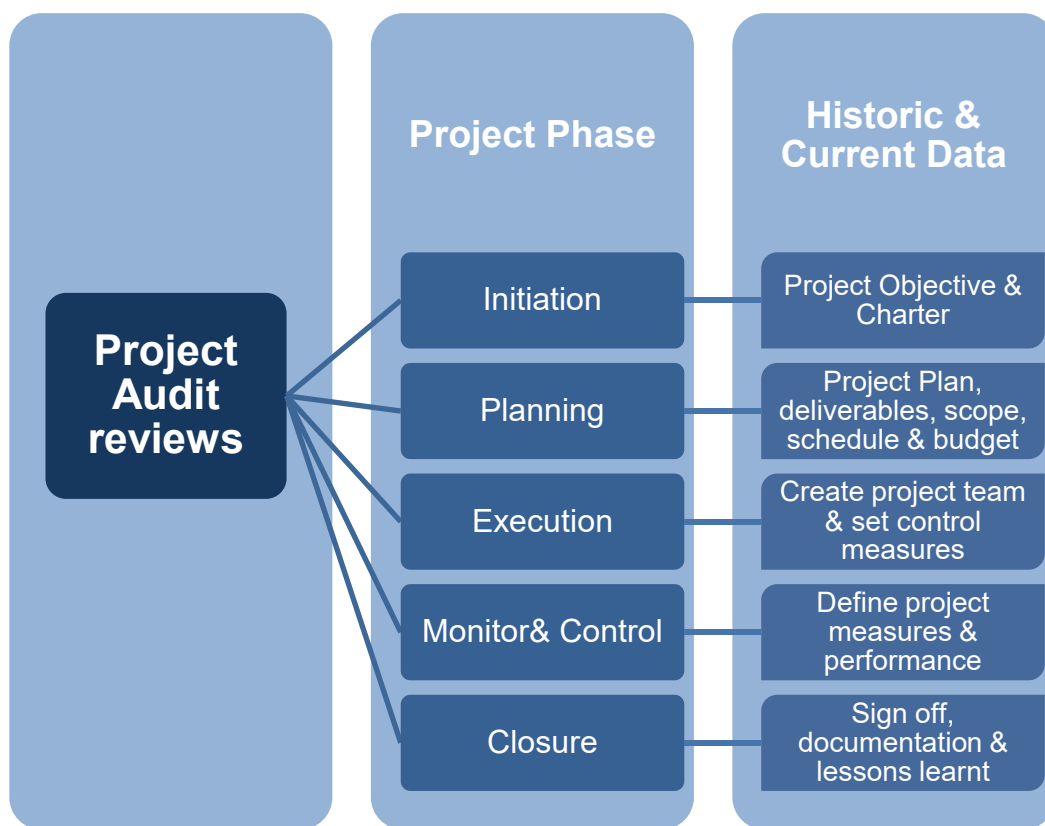 Project Phase
Historic &
Current Data
Project
Audit
reviews
Initiation
Project Objective &
Charter
Planning
Project Plan,
deliverables, scope,
schedule & budget
Execution
Create project team
& set control
measures
Monitor& Control
Define project
measures &
performance
Closure
Sign off,
documentation &
lessons learnt